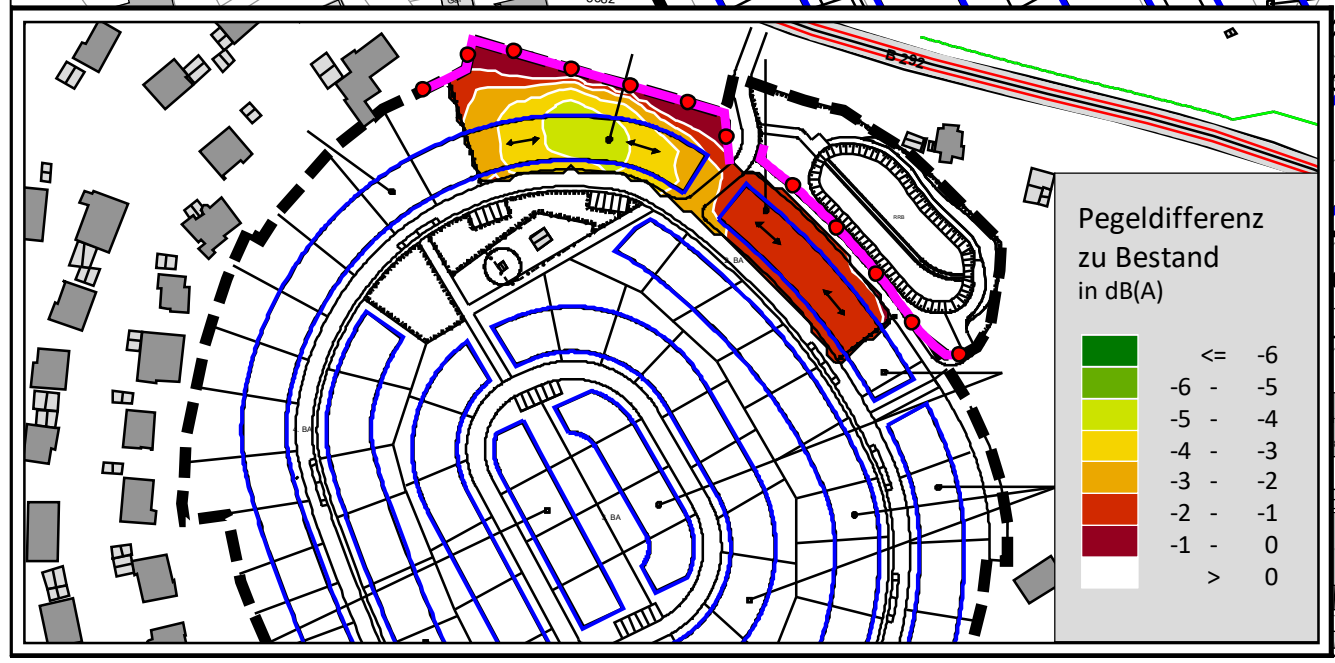 B 292
RRB
BA
BA
BA
Pegeldifferenz
zu Bestand
in dB(A)
<= -6
-6 - -5
-5 - -4
-4 - -3
-3 - -2
-2 - -1
-1 - 0
> 0